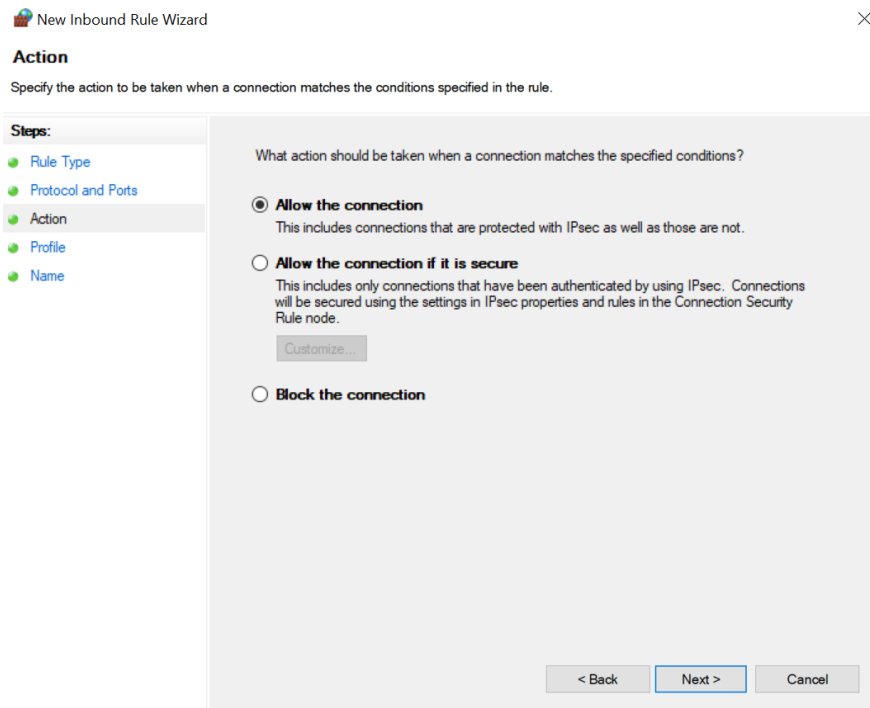 New Inbound Rule Wizard
Action
Specify the action to be taken when a connection matches the conditions specified in the rule.
Steps:
Rule Type
Protocol and Ports
Action
Profile
Name
What action should be taken when a connection matches the specified conditions?
Allow the connection
This includes connections that are protected with IPsec as well as those are not.
Allow the connection if it is secure
This includes only connections that have been authenticated by using IPsec. Connections
will be secured using the settings in IPsec properties and rules in the Connection Security
Rule node.
Customize...
Block the connection
< Back
Next >
Cancel